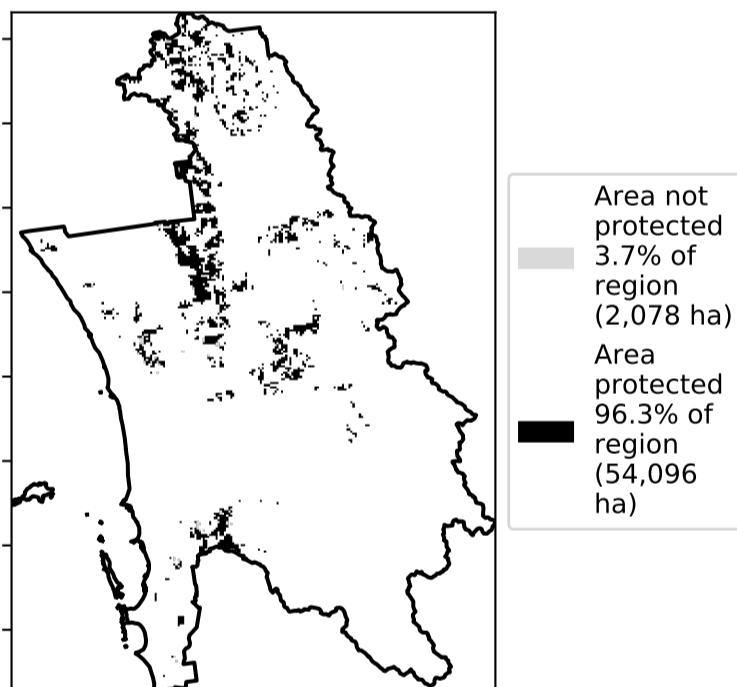 Area not
protected
3.7% of
region
(2,078 ha)
Area
protected
96.3% of
region
(54,096
ha)